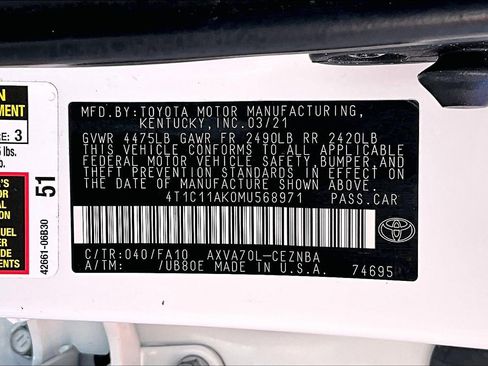 MFD.BY:TOYOTA MOTOR MANUFACTURING,
KENTUCKY,INC.03/21
GVWR 4475LB GAWR FR 2490LB RR 2420LB
THIS VEHICLE CONFORMS TO ALL APPLICABLE
FEDERAL MOTOR VEHICLE SAFETY,BUMPER,AND
THEFT PREVENTION STANDARDS IN EFFECT ON
THE DATE OF MANUFACTURE SHOWN ABOVE.
4T1C11AK0MU568971 PASS.CAR
C/TR:040/FA10 AXVA70L-CEZNBA
A/TM: /UB80E MADE IN U.S.A. 74695
51
42661-06B30
3
lbs.